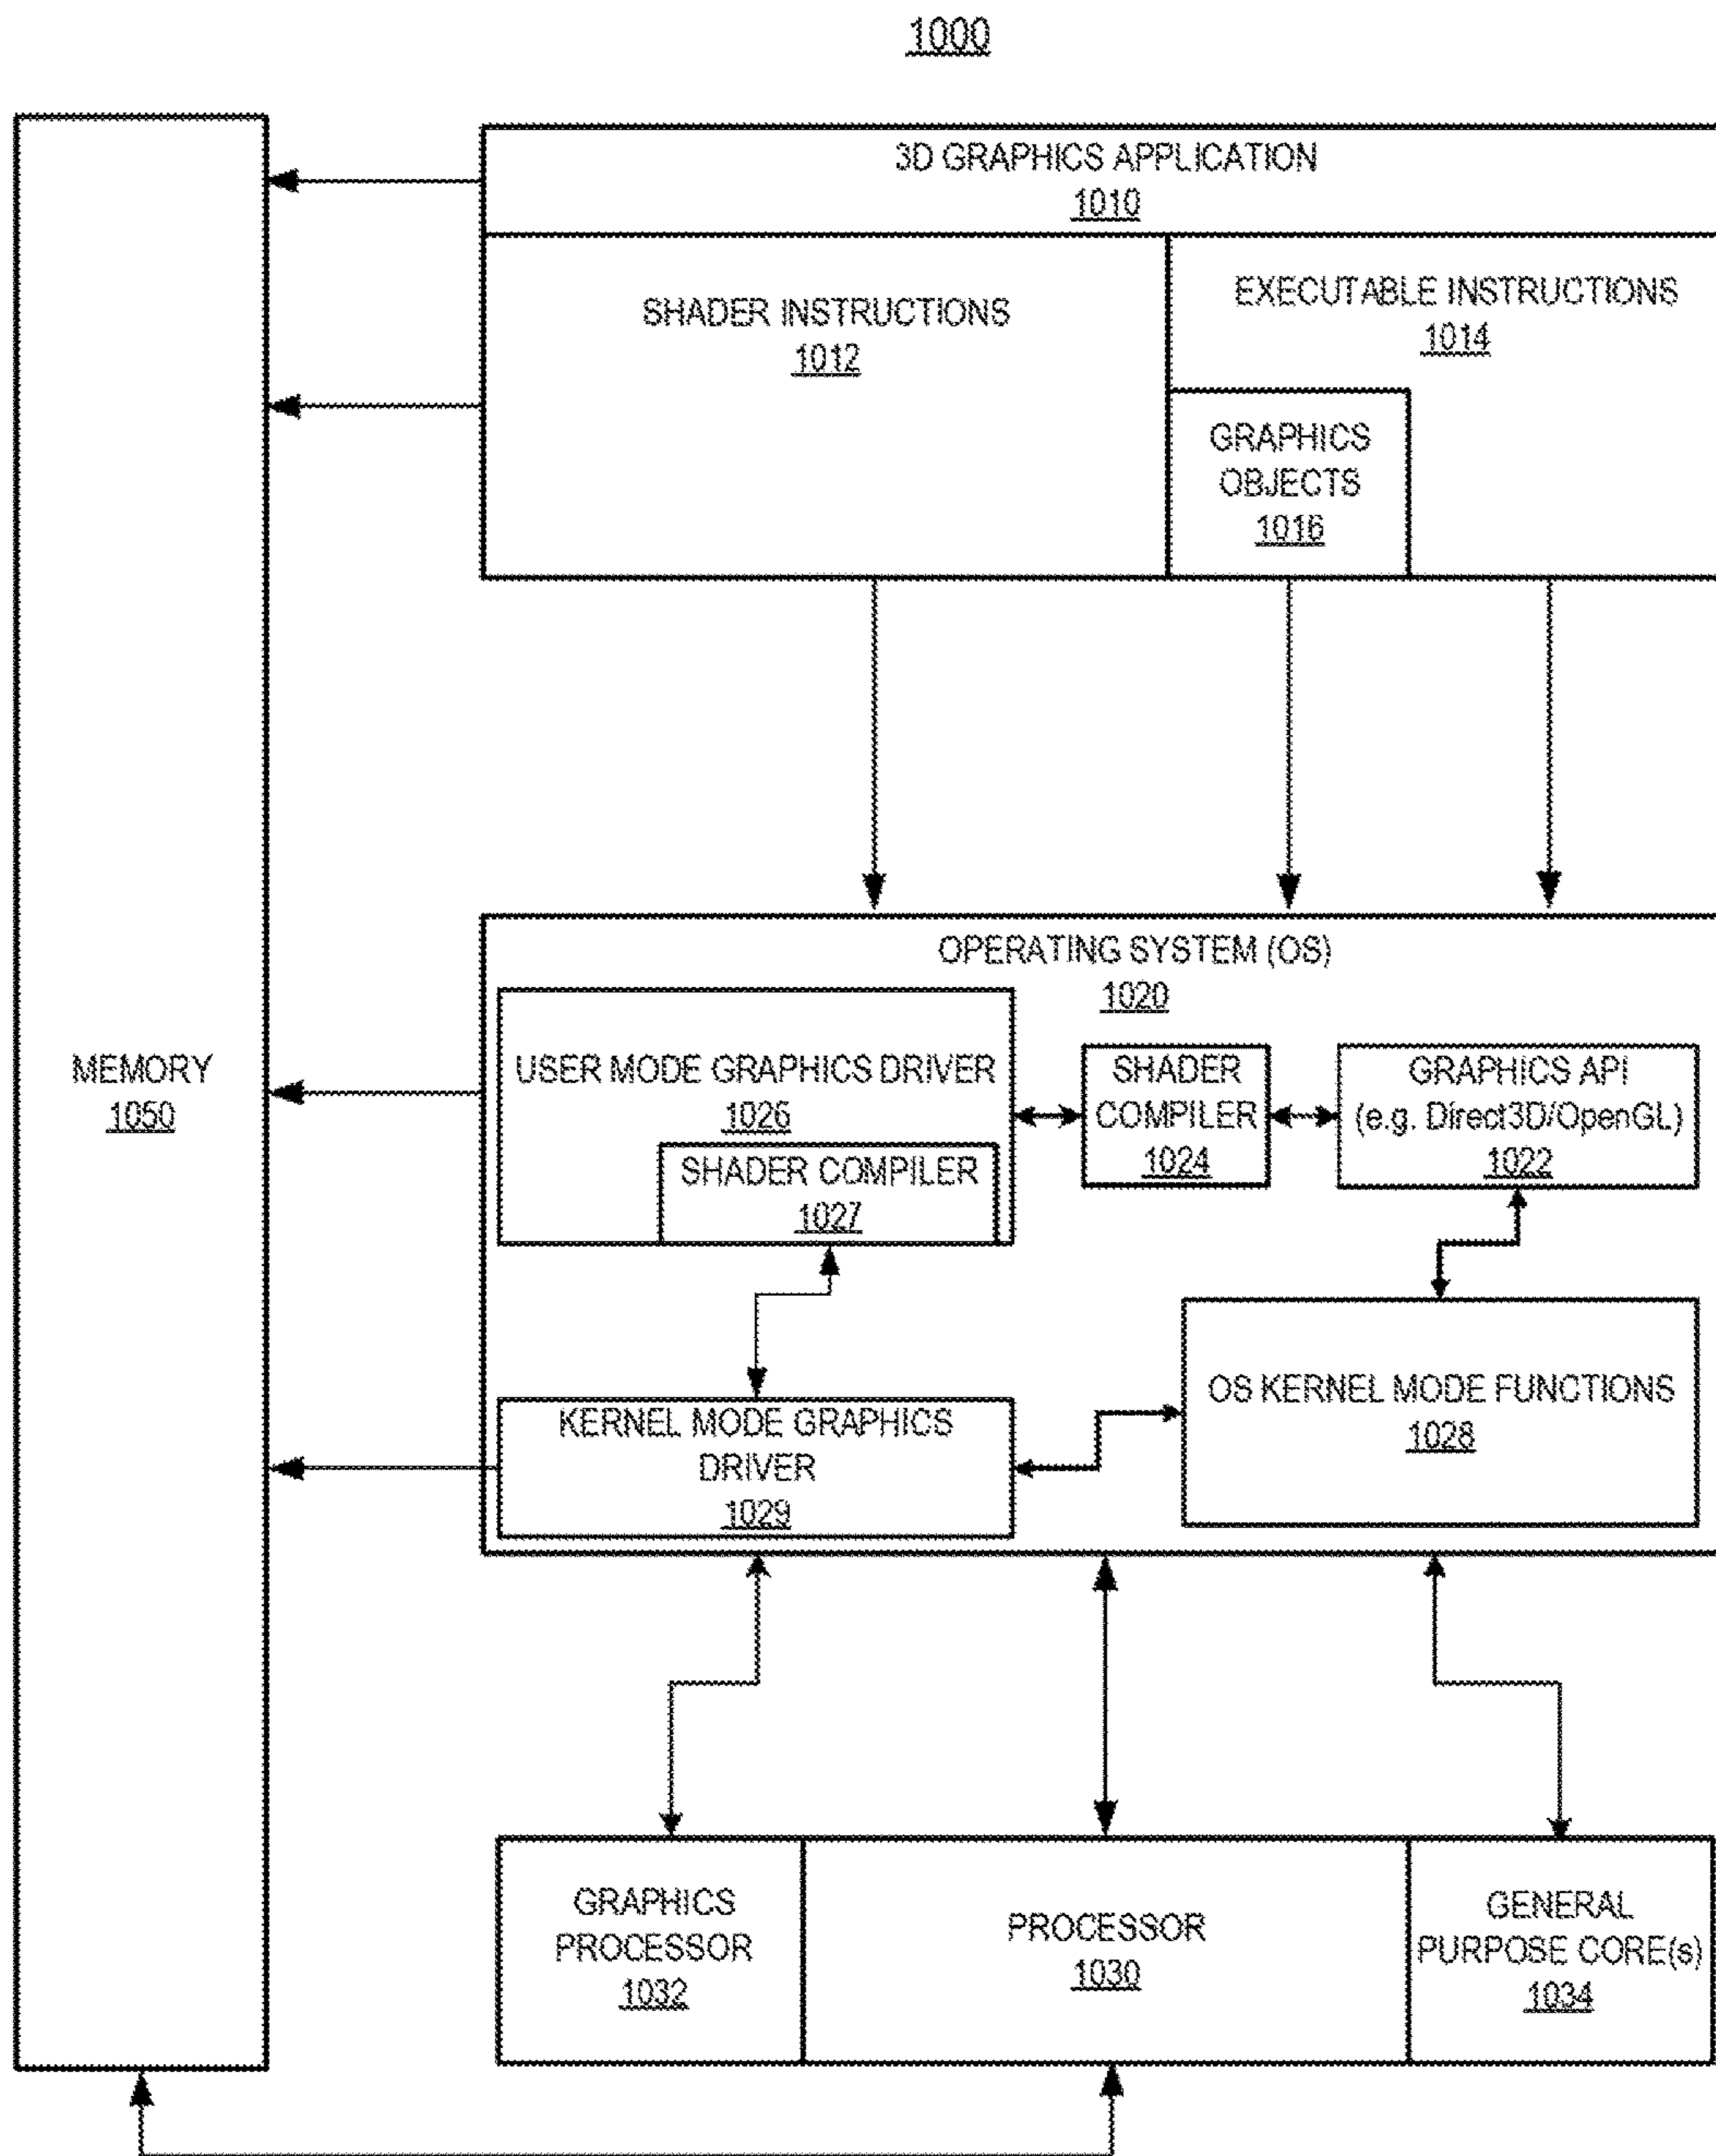 1000
3D GRAPHICS APPLICATION
1010
SHADER INSTRUCTIONS
1012
EXECUTABLE INSTRUCTIONS
1014
GRAPHICS
OBJECTS
1016
OPERATING SYSTEM (OS)
1020
MEMORY
1050
USER MODE GRAPHICS DRIVER
1026
SHADER COMPILER
1027
SHADER
COMPILER
1024
GRAPHICS API
(e.g. Direct3D/OpenGL)
1022
KERNEL MODE GRAPHICS
DRIVER
1029
OS KERNEL MODE FUNCTIONS
1028
GRAPHICS
PROCESSOR
1032
PROCESSOR
1030
GENERAL
PURPOSE CORE(s)
1034